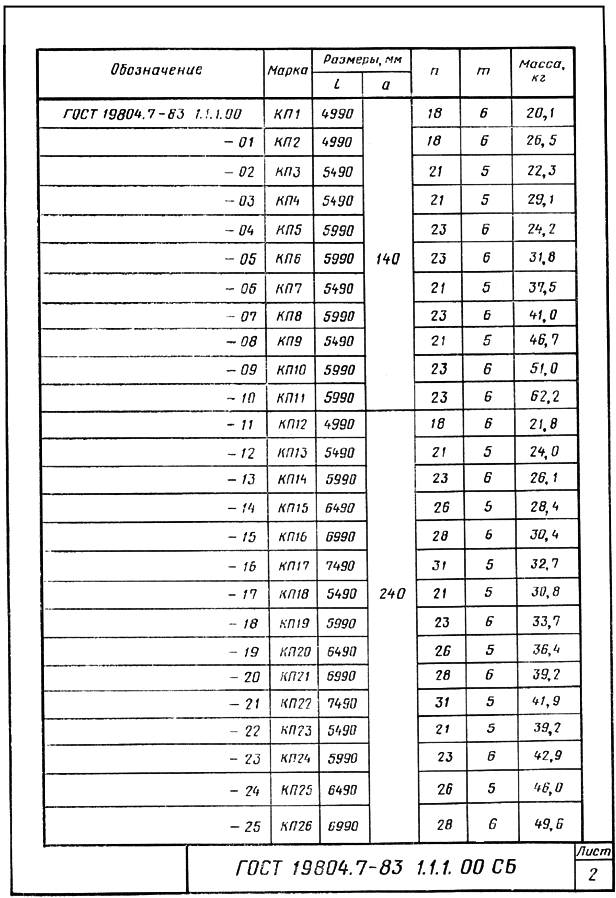 Обозначение Марка Размеры, мм n m Масса, кг
l a
ГОСТ 19804.7-83 1.1.1.00 КП1 4990 18 6 20,1
- 01 КП2 4990 18 6 26,5
- 02 КП3 5490 21 5 22,3
- 03 КП4 5490 21 5 29,1
- 04 КП5 5990 23 6 24,2
- 05 КП6 5990 140 23 6 31,8
- 06 КП7 5490 21 5 37,5
- 07 КП8 5990 23 6 41,0
- 08 КП9 5490 21 5 46,7
- 09 КП10 5990 23 6 51,0
- 10 КП11 5990 23 6 62,2
- 11 КП12 4990 18 6 21,8
- 12 КП13 5490 21 5 24,0
- 13 КП14 5990 23 6 26,1
- 14 КП15 6490 26 5 28,4
- 15 КП16 6990 28 6 30,4
- 16 КП17 7490 31 5 32,7
- 17 КП18 5490 240 21 5 30,8
- 18 КП19 5990 23 6 33,7
- 19 КП20 6490 26 5 36,4
- 20 КП21 6990 28 6 39,2
- 21 КП22 7490 31 5 41,9
- 22 КП23 5490 21 5 39,2
- 23 КП24 5990 23 6 42,9
- 24 КП25 6490 26 5 46,0
- 25 КП26 6990 28 6 49,6
ГОСТ 19804.7-83 1.1.1. 00 СБ
Лист
2